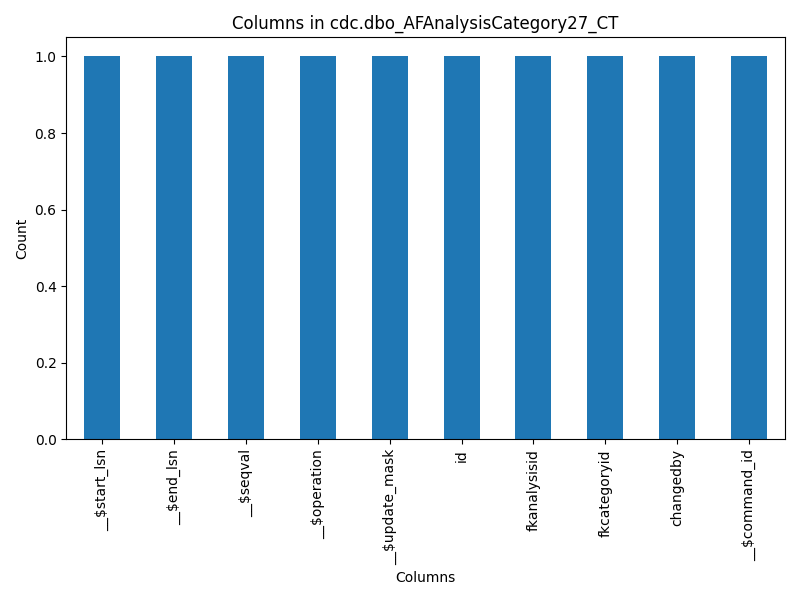 Columns in cdc.dbo_AFAnalysisCategory27_CT
1.0
0.8
0.6
0.4
0.2
0.0
Count
__$start_lsn
__$end_lsn
__$seqval
__$operation
__$update_mask
id
fkanalysisid
fkcategoryid
changedby
__$command_id
Columns